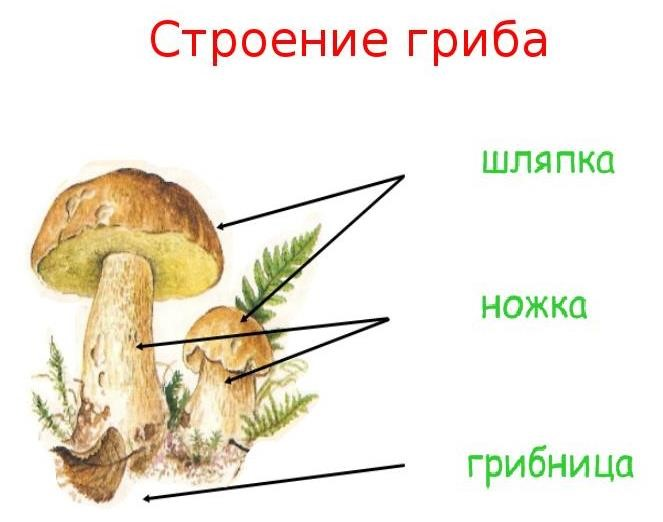 Строение гриба
шляпка
ножка
грибница